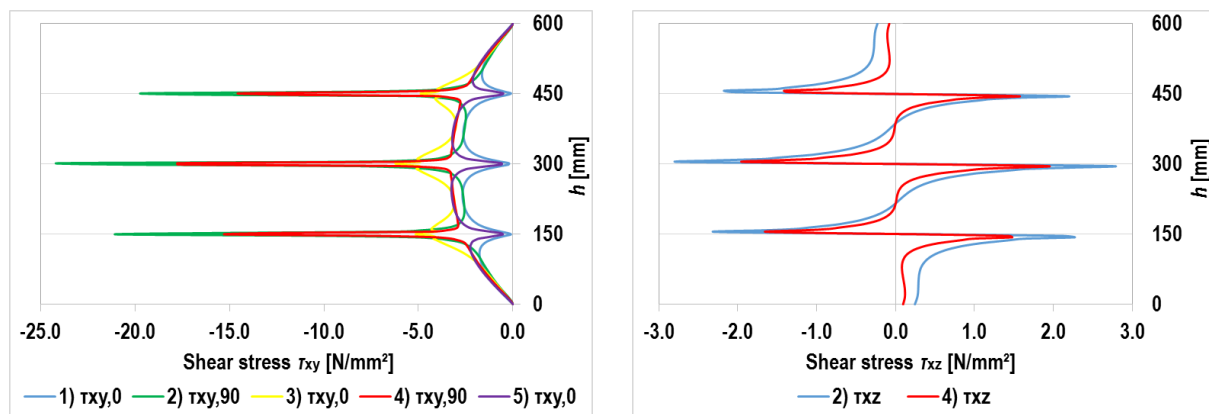 600
450
300
150
0
h [mm]
-25.0 -20.0 -15.0 -10.0 -5.0 0.0
Shear stress τxy [N/mm²]
1) τxy,0 2) τxy,90 3) τxy,0 4) τxy,90 5) τxy,0
600
450
300
150
0
h [mm]
-3.0 -2.0 -1.0 0.0 1.0 2.0 3.0
Shear stress τxz [N/mm²]
2) τxz 4) τxz